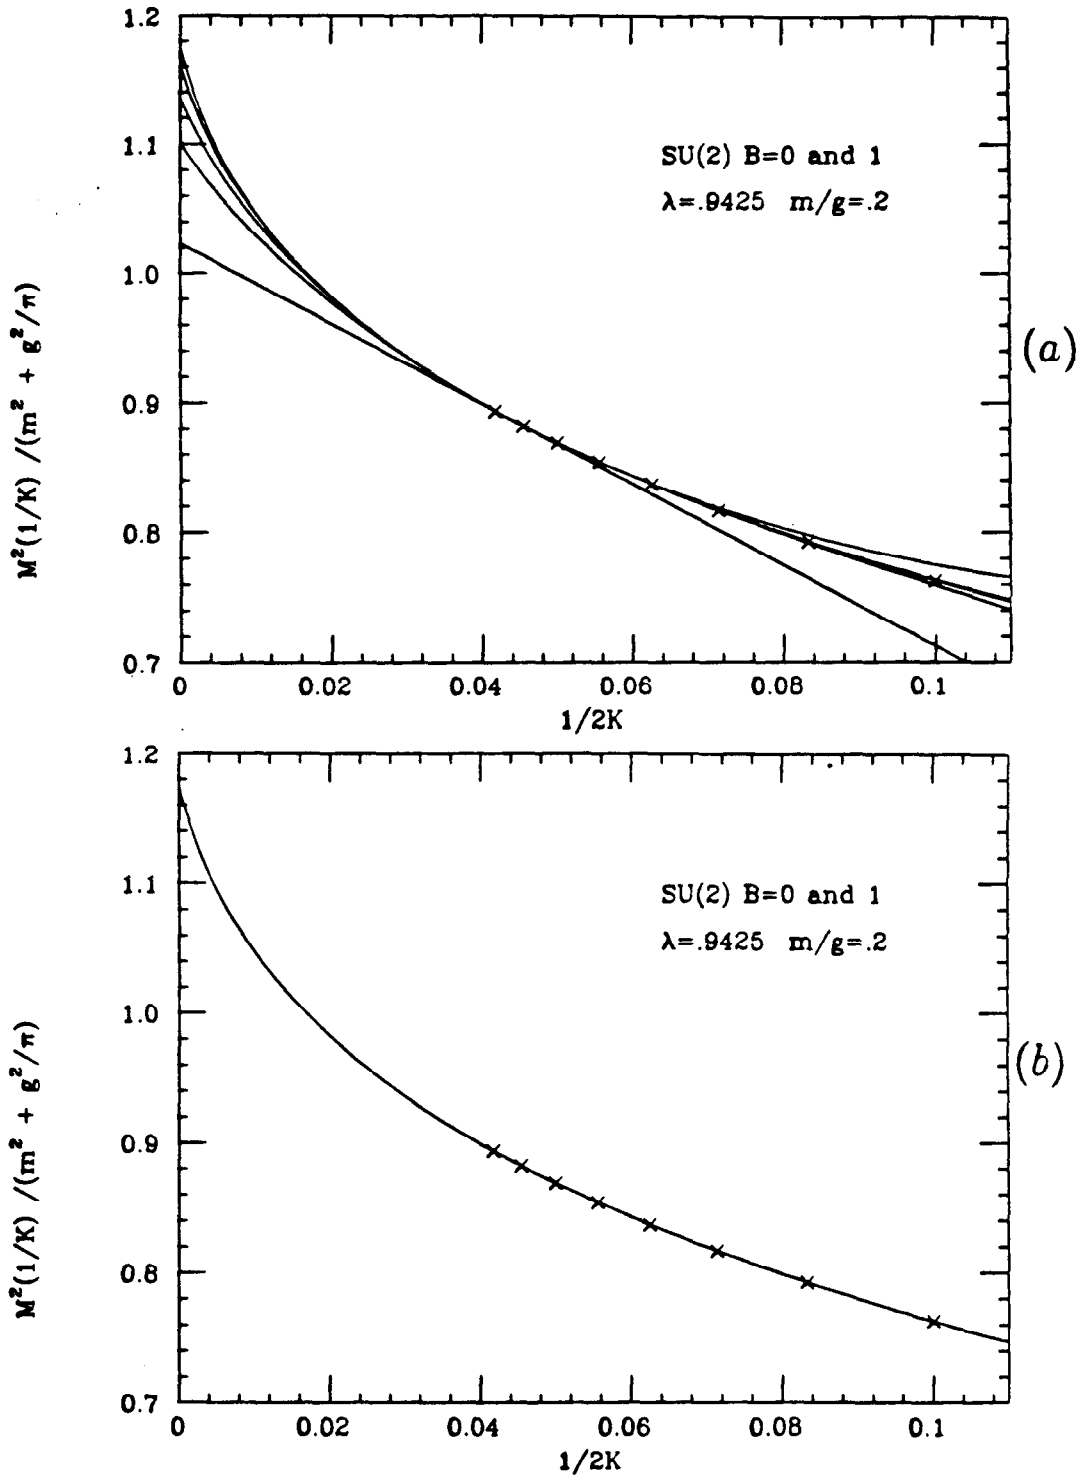 1.2
1.1
1.0
0.9
0.8
0.7
M²(1/K) /(m² + g²/π)
SU(2) B=0 and 1
λ=.9425 m/g=.2
(a)
0 0.02 0.04 0.06 0.08 0.1
1/2K
1.2
1.1
1.0
0.9
0.8
0.7
M²(1/K) /(m² + g²/π)
SU(2) B=0 and 1
λ=.9425 m/g=.2
(b)
0 0.02 0.04 0.06 0.08 0.1
1/2K